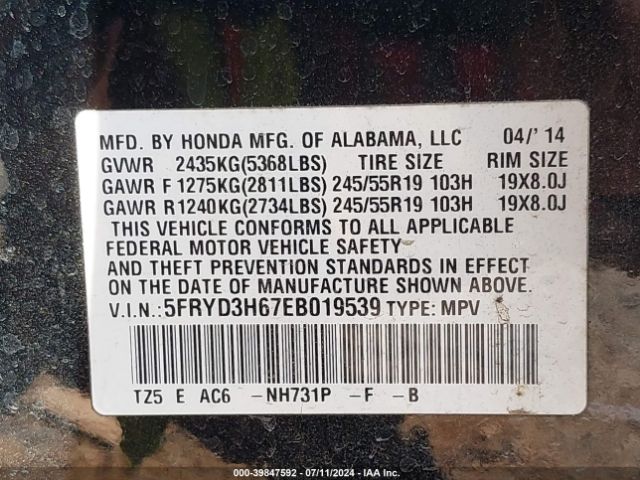 MFD. BY HONDA MFG. OF ALABAMA, LLC 04/' 14
GVWR 2435KG(5368LBS) TIRE SIZE RIM SIZE
GAWR F 1275KG(2811LBS) 245/55R19 103H 19X8.0J
GAWR R 1240KG(2734LBS) 245/55R19 103H 19X8.0J
THIS VEHICLE CONFORMS TO ALL APPLICABLE
FEDERAL MOTOR VEHICLE SAFETY
AND THEFT PREVENTION STANDARDS IN EFFECT
ON THE DATE OF MANUFACTURE SHOWN ABOVE.
V.I.N.: 5FRYD3H67EB019539 TYPE: MPV
TZ5 E AC6 -NH731P -F -B
000-39847592 - 07/11/2024 - IAA Inc.